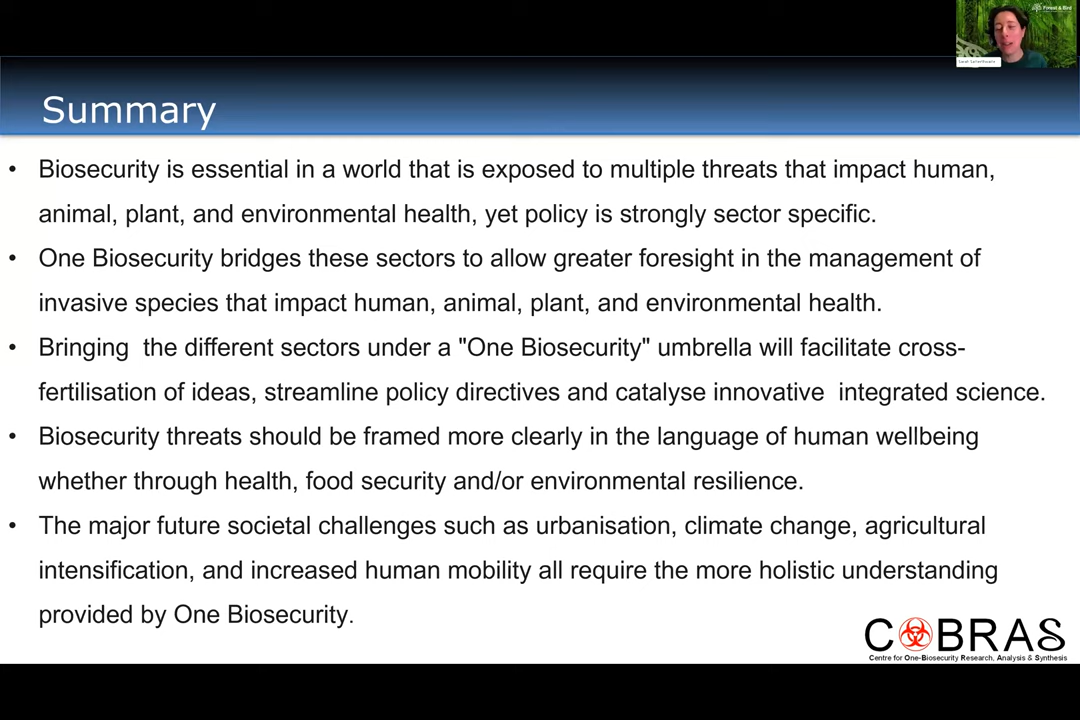 Forest & Bird
Sarah Satterthwaite
Summary
• Biosecurity is essential in a world that is exposed to multiple threats that impact human,
animal, plant, and environmental health, yet policy is strongly sector specific.
• One Biosecurity bridges these sectors to allow greater foresight in the management of
invasive species that impact human, animal, plant, and environmental health.
• Bringing  the different sectors under a "One Biosecurity" umbrella will facilitate cross-
fertilisation of ideas, streamline policy directives and catalyse innovative  integrated science.
• Biosecurity threats should be framed more clearly in the language of human wellbeing
whether through health, food security and/or environmental resilience.
• The major future societal challenges such as urbanisation, climate change, agricultural
intensification, and increased human mobility all require the more holistic understanding
provided by One Biosecurity.
COBRAS
Centre for One-Biosecurity Research, Analysis & Synthesis